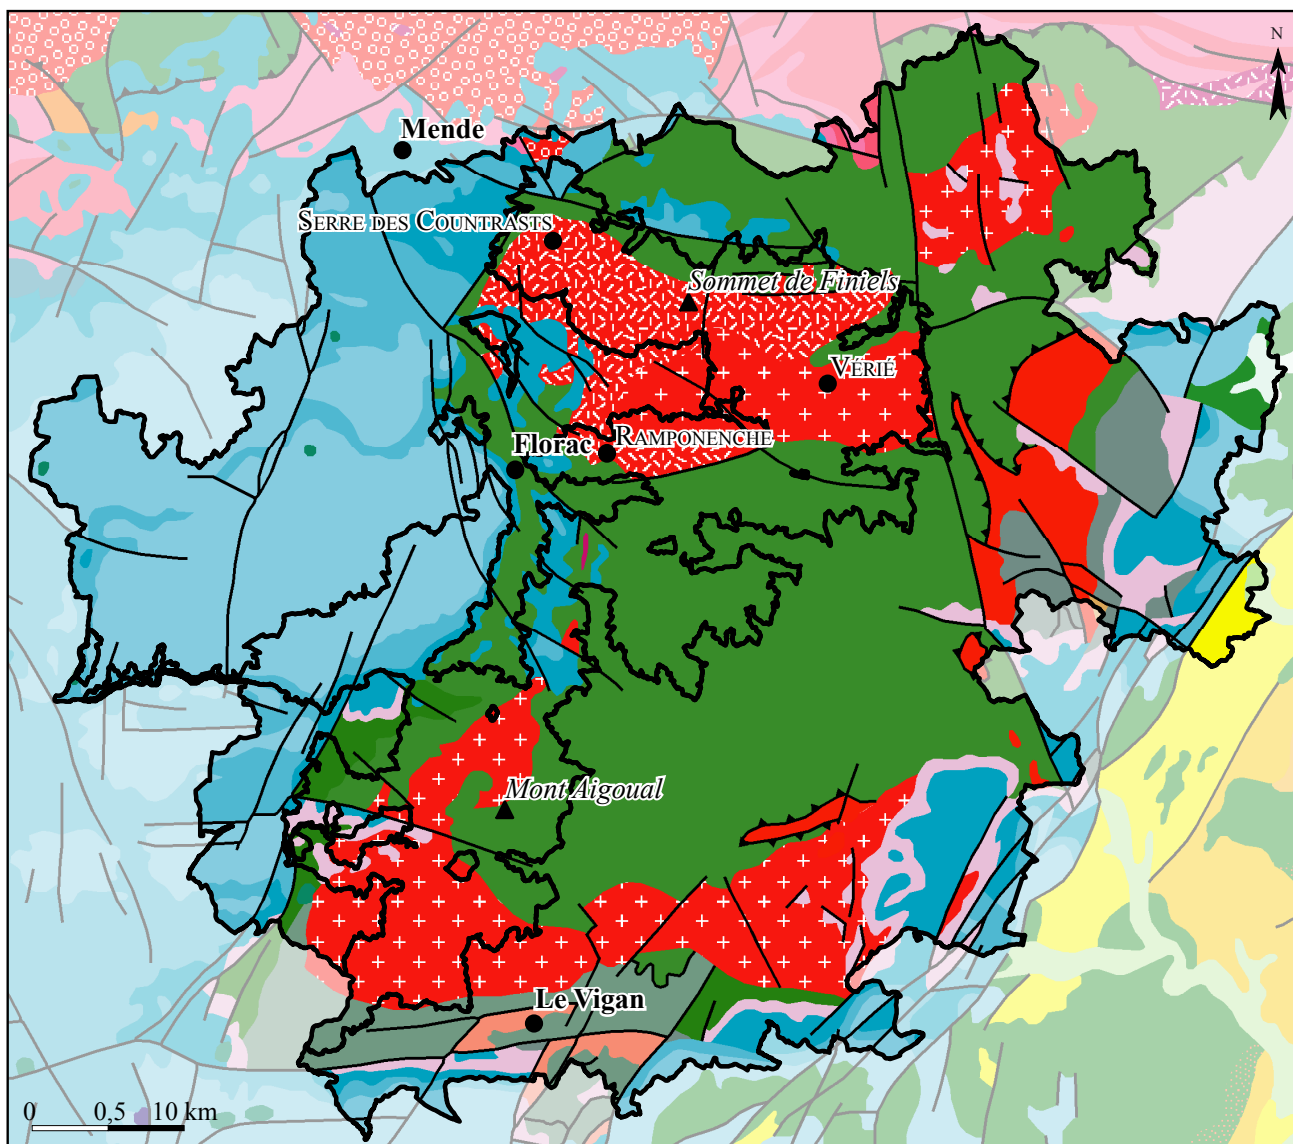 N
Mende
SERRE DES COUNTRASTS
Sommet de Finiels
VÉRIÉ
Florac
RAMPONENCHE
Mont Aigoual
Le Vigan
0 0,5 10 km